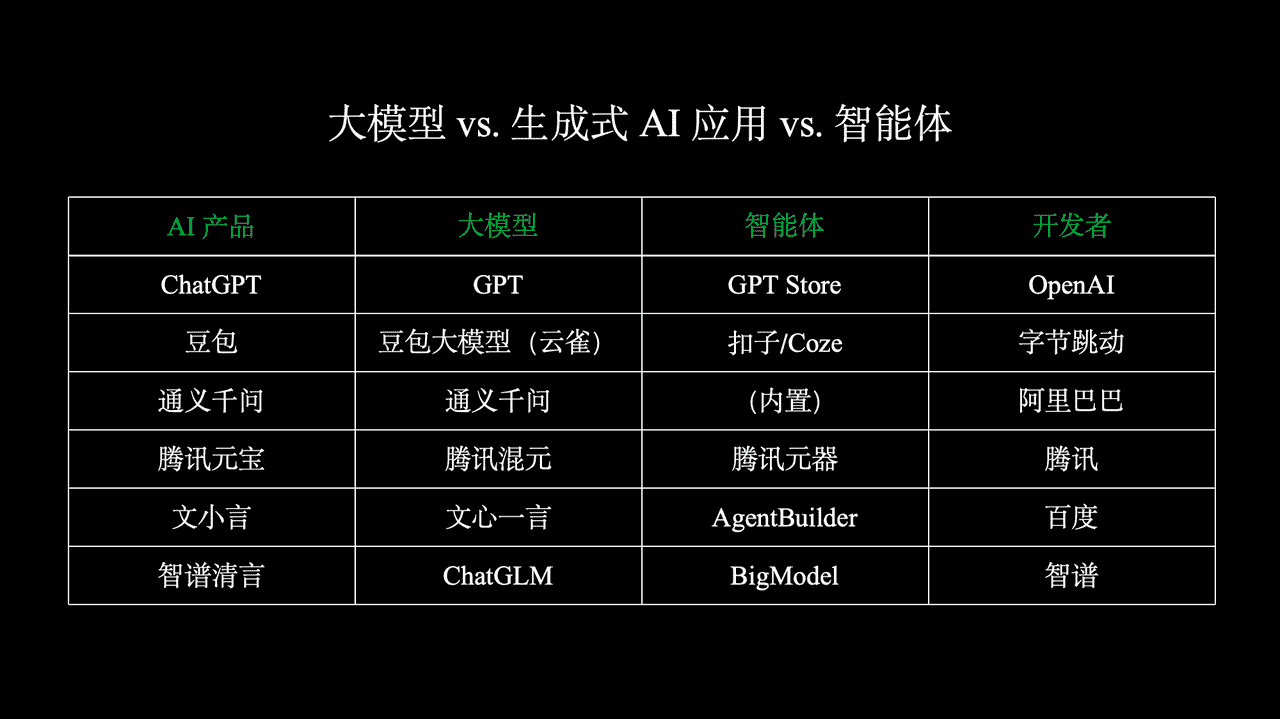 大模型 vs. 生成式 AI 应用 vs. 智能体
AI 产品 大模型 智能体 开发者
ChatGPT GPT GPT Store OpenAI
豆包 豆包大模型（云雀） 扣子/Coze 字节跳动
通义千问 通义千问 （内置） 阿里巴巴
腾讯元宝 腾讯混元 腾讯元器 腾讯
文小言 文心一言 AgentBuilder 百度
智谱清言 ChatGLM BigModel 智谱